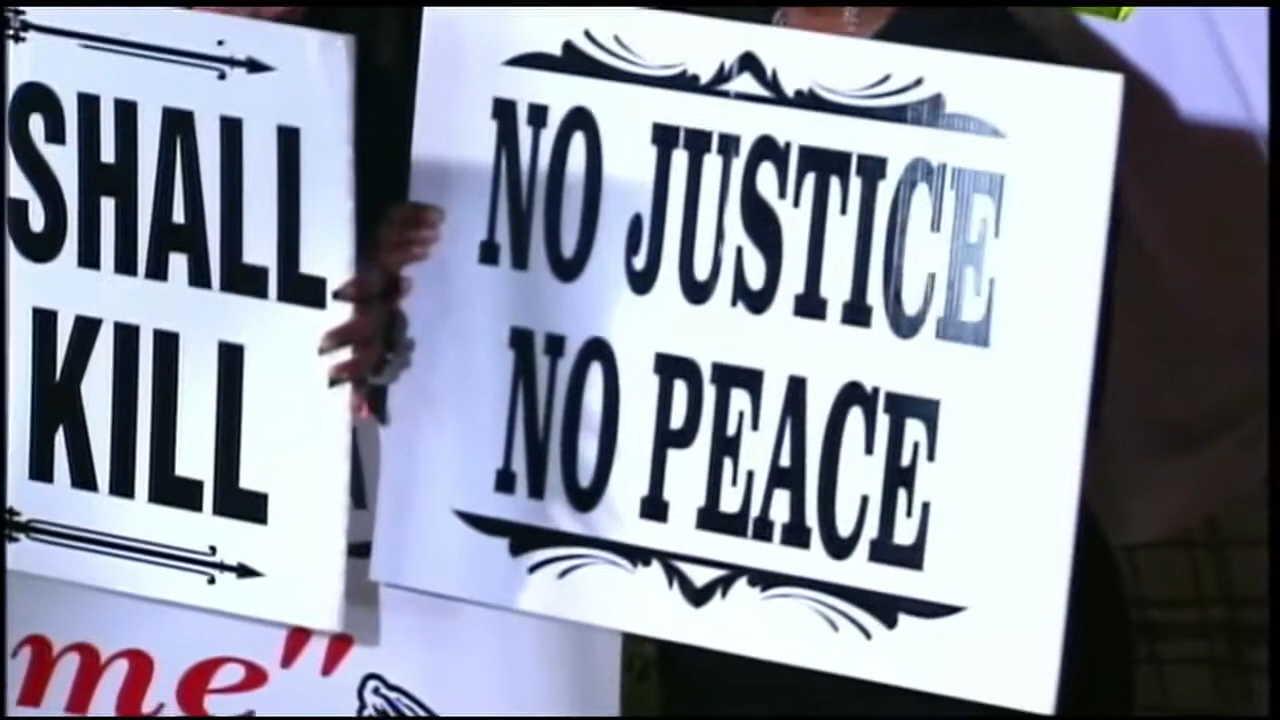 SHALL
KILL
NO JUSTICE
NO PEACE
me"